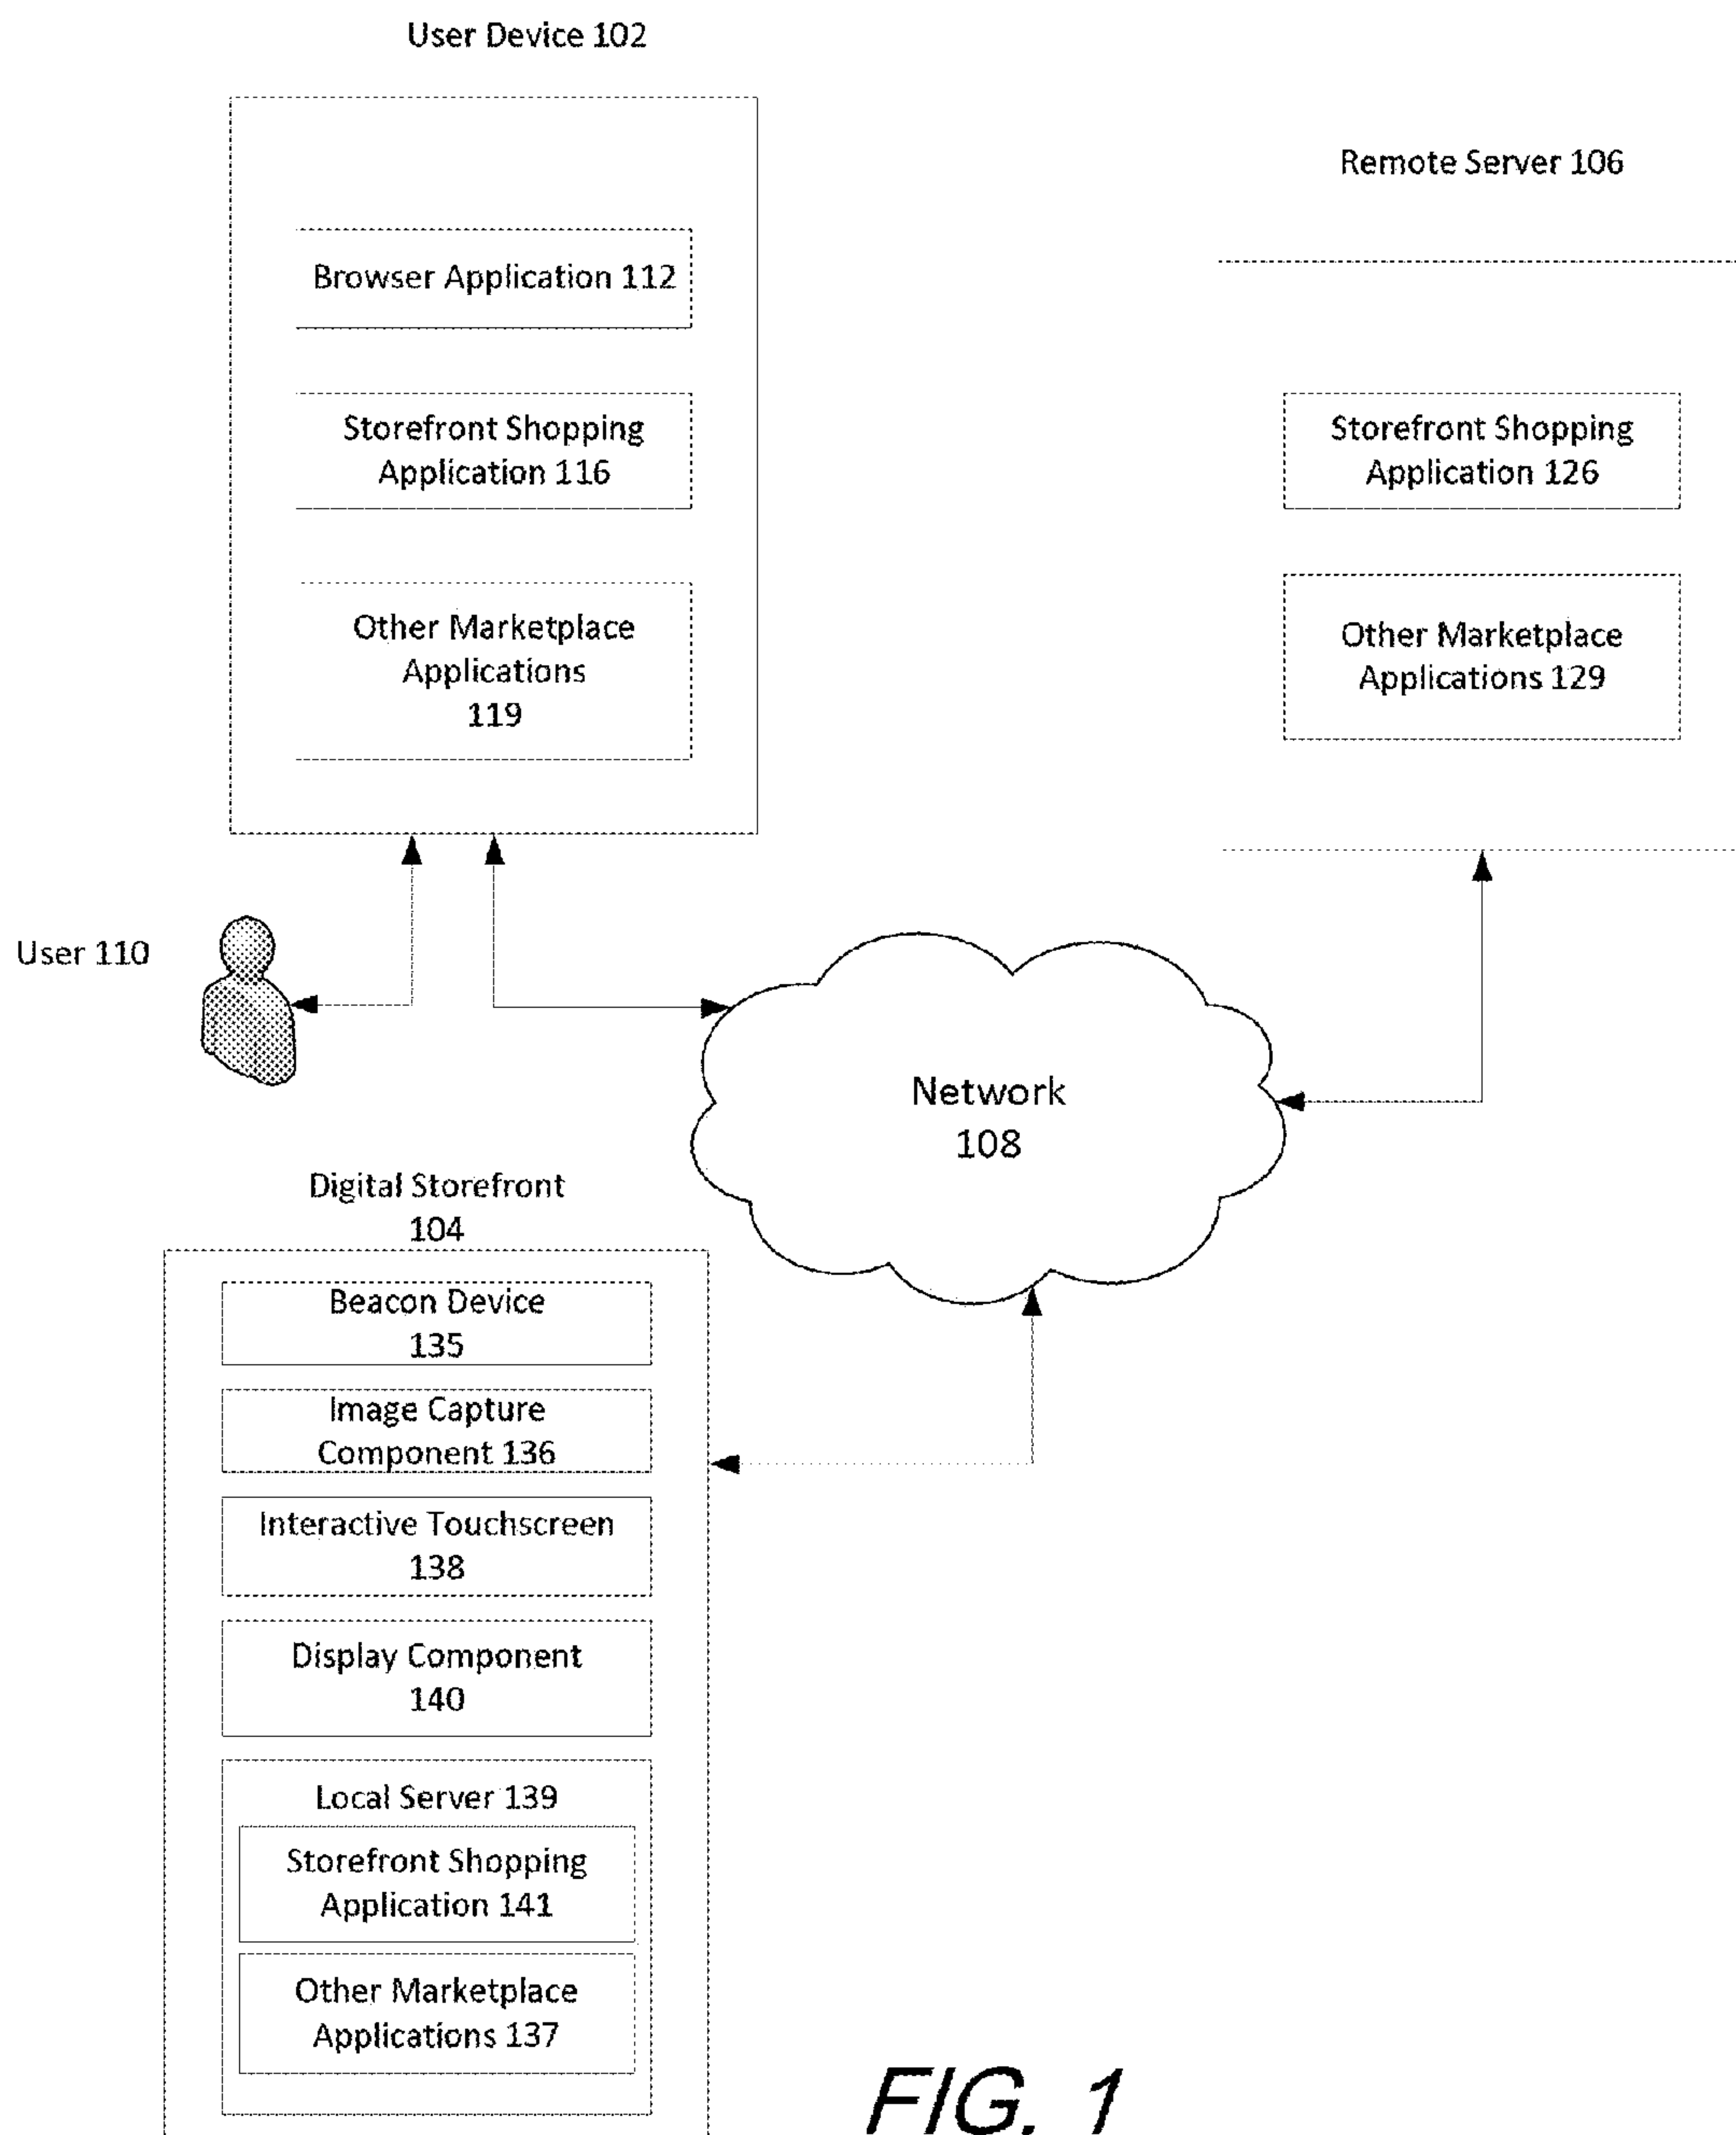 User Device 102
Browser Application 112
Storefront Shopping
Application 116
Other Marketplace
Applications
119
Remote Server 106
Storefront Shopping
Application 126
Other Marketplace
Applications 129
User 110
Network
108
Digital Storefront
104
Beacon Device
135
Image Capture
Component 136
Interactive Touchscreen
138
Display Component
140
Local Server 139
Storefront Shopping
Application 141
Other Marketplace
Applications 137
FIG. 1